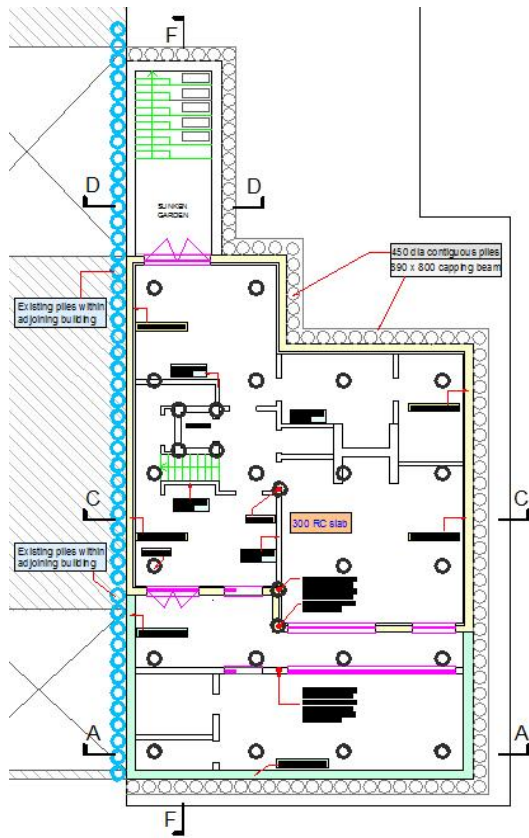 F
D
D
SUNKEN
GARDEN
450 dia contiguous piles
690 x 800 capping beam
Existing piles within
adjoining building
C
C
300 RC slab
Existing piles within
adjoining building
A
A
F